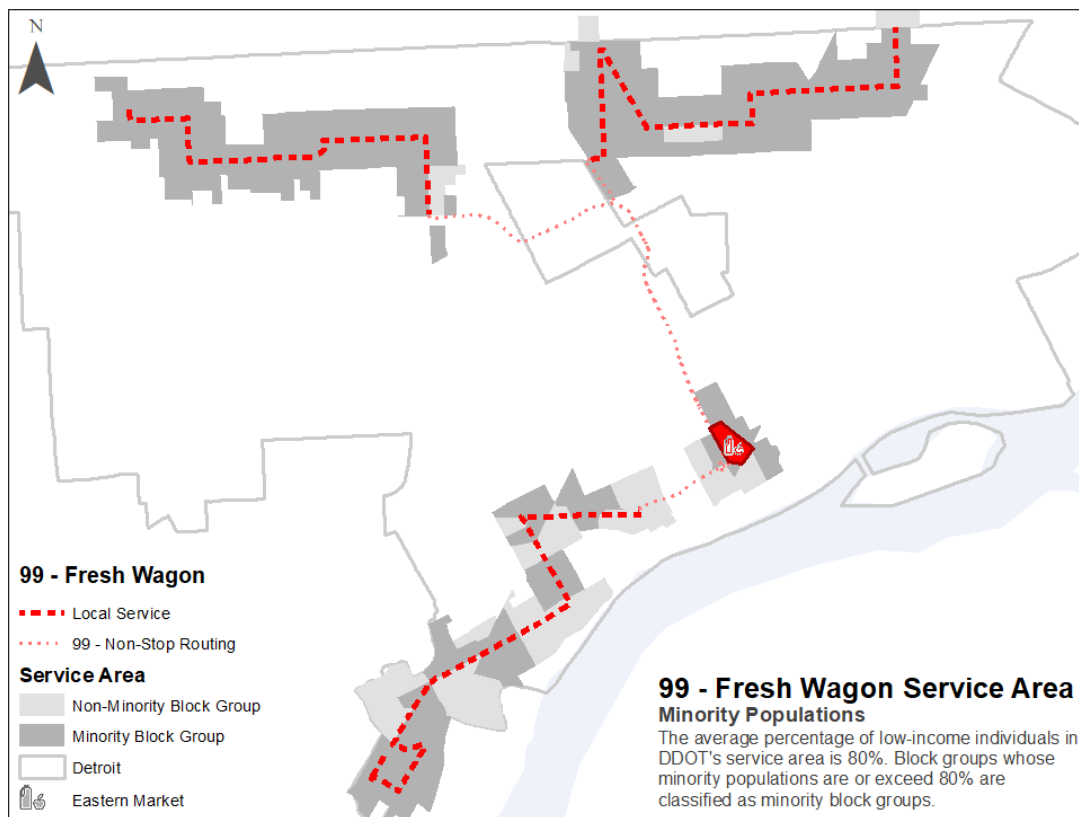 N
99 - Fresh Wagon
Local Service
99 - Non-Stop Routing
Service Area
Non-Minority Block Group
Minority Block Group
Detroit
Eastern Market
99 - Fresh Wagon Service Area
Minority Populations
The average percentage of low-income individuals in
DDOT's service area is 80%. Block groups whose
minority populations are or exceed 80% are
classified as minority block groups.